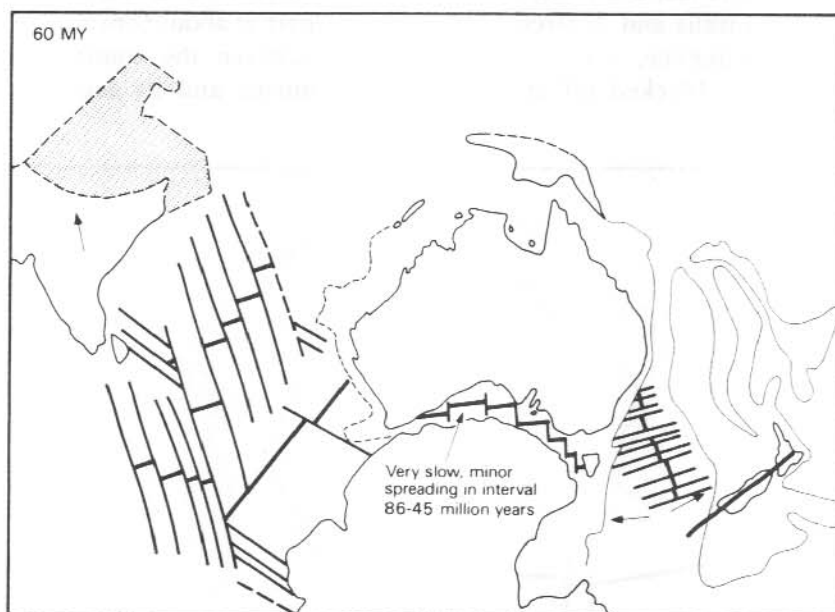 60 MY
Very slow, minor
spreading in interval
86-45 million years